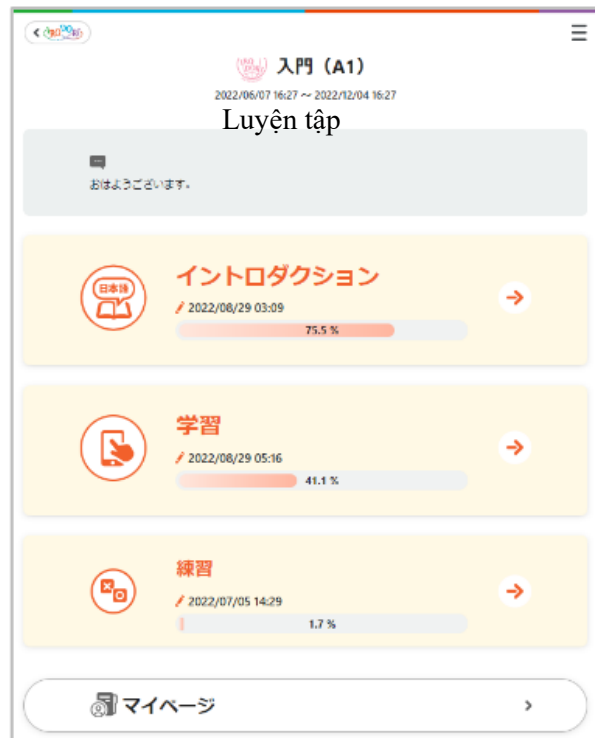 入門（A1）
2022/06/07 16:27 ～ 2022/12/04 16:27
Luyện tập
おはようございます。
日本語
イントロダクション
2022/08/29 03:09
75.5 %
学習
2022/08/29 05:16
41.1 %
練習
2022/07/05 14:29
1.7 %
マイページ